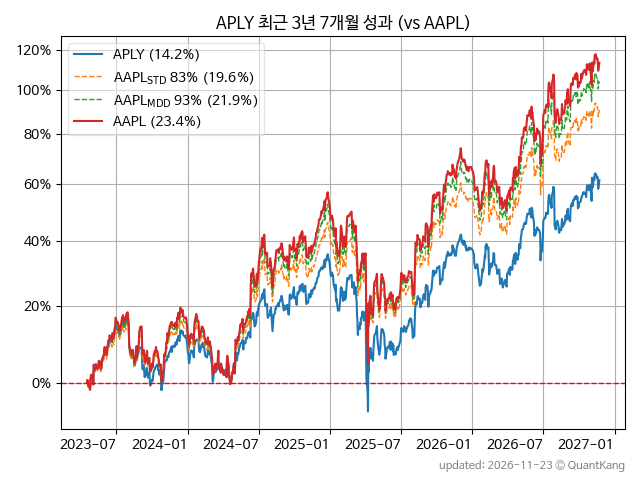 APLY 최근 3년 7개월 성과 (vs AAPL)
120%
100%
80%
60%
40%
20%
0%
APLY (14.2%)
AAPL_STD 83% (19.6%)
AAPL_MDD 93% (21.9%)
AAPL (23.4%)
2023-07 2024-01 2024-07 2025-01 2025-07 2026-01 2026-07 2027-01
updated: 2026-11-23 © QuantKang